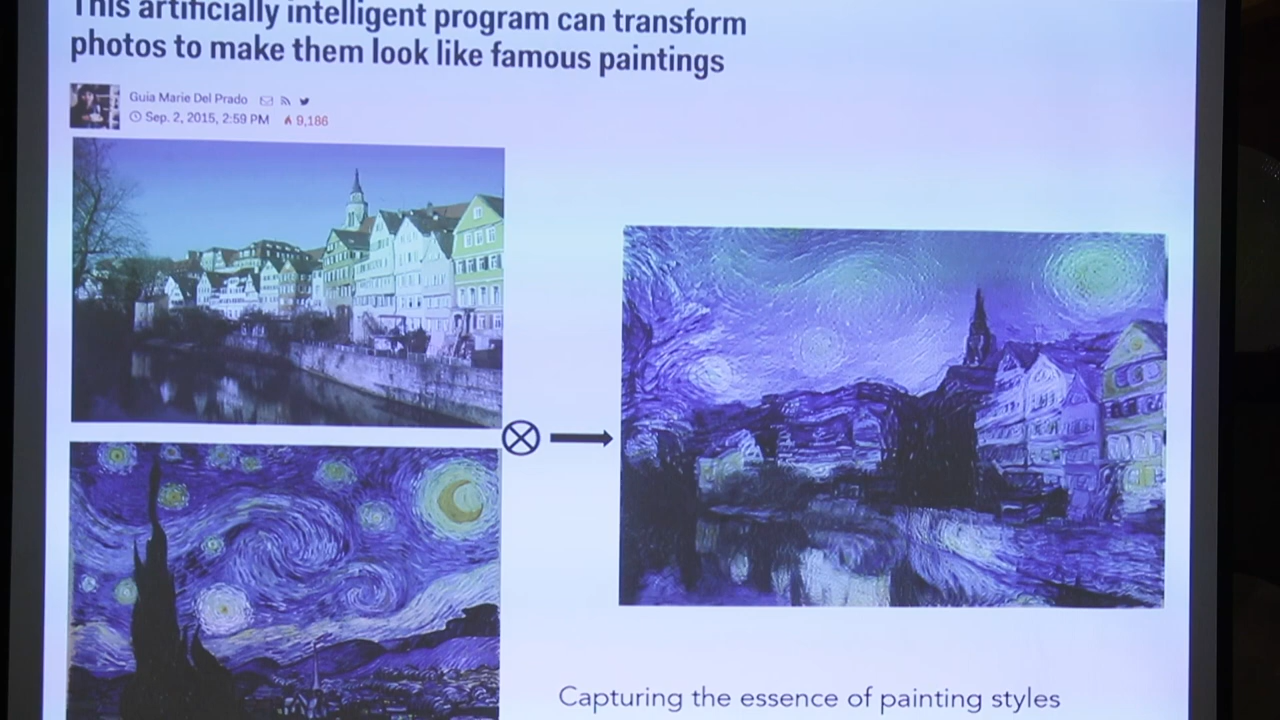 This artificially intelligent program can transform
photos to make them look like famous paintings
Guia Marie Del Prado
Sep. 2, 2015, 2:59 PM 9,186
Capturing the essence of painting styles